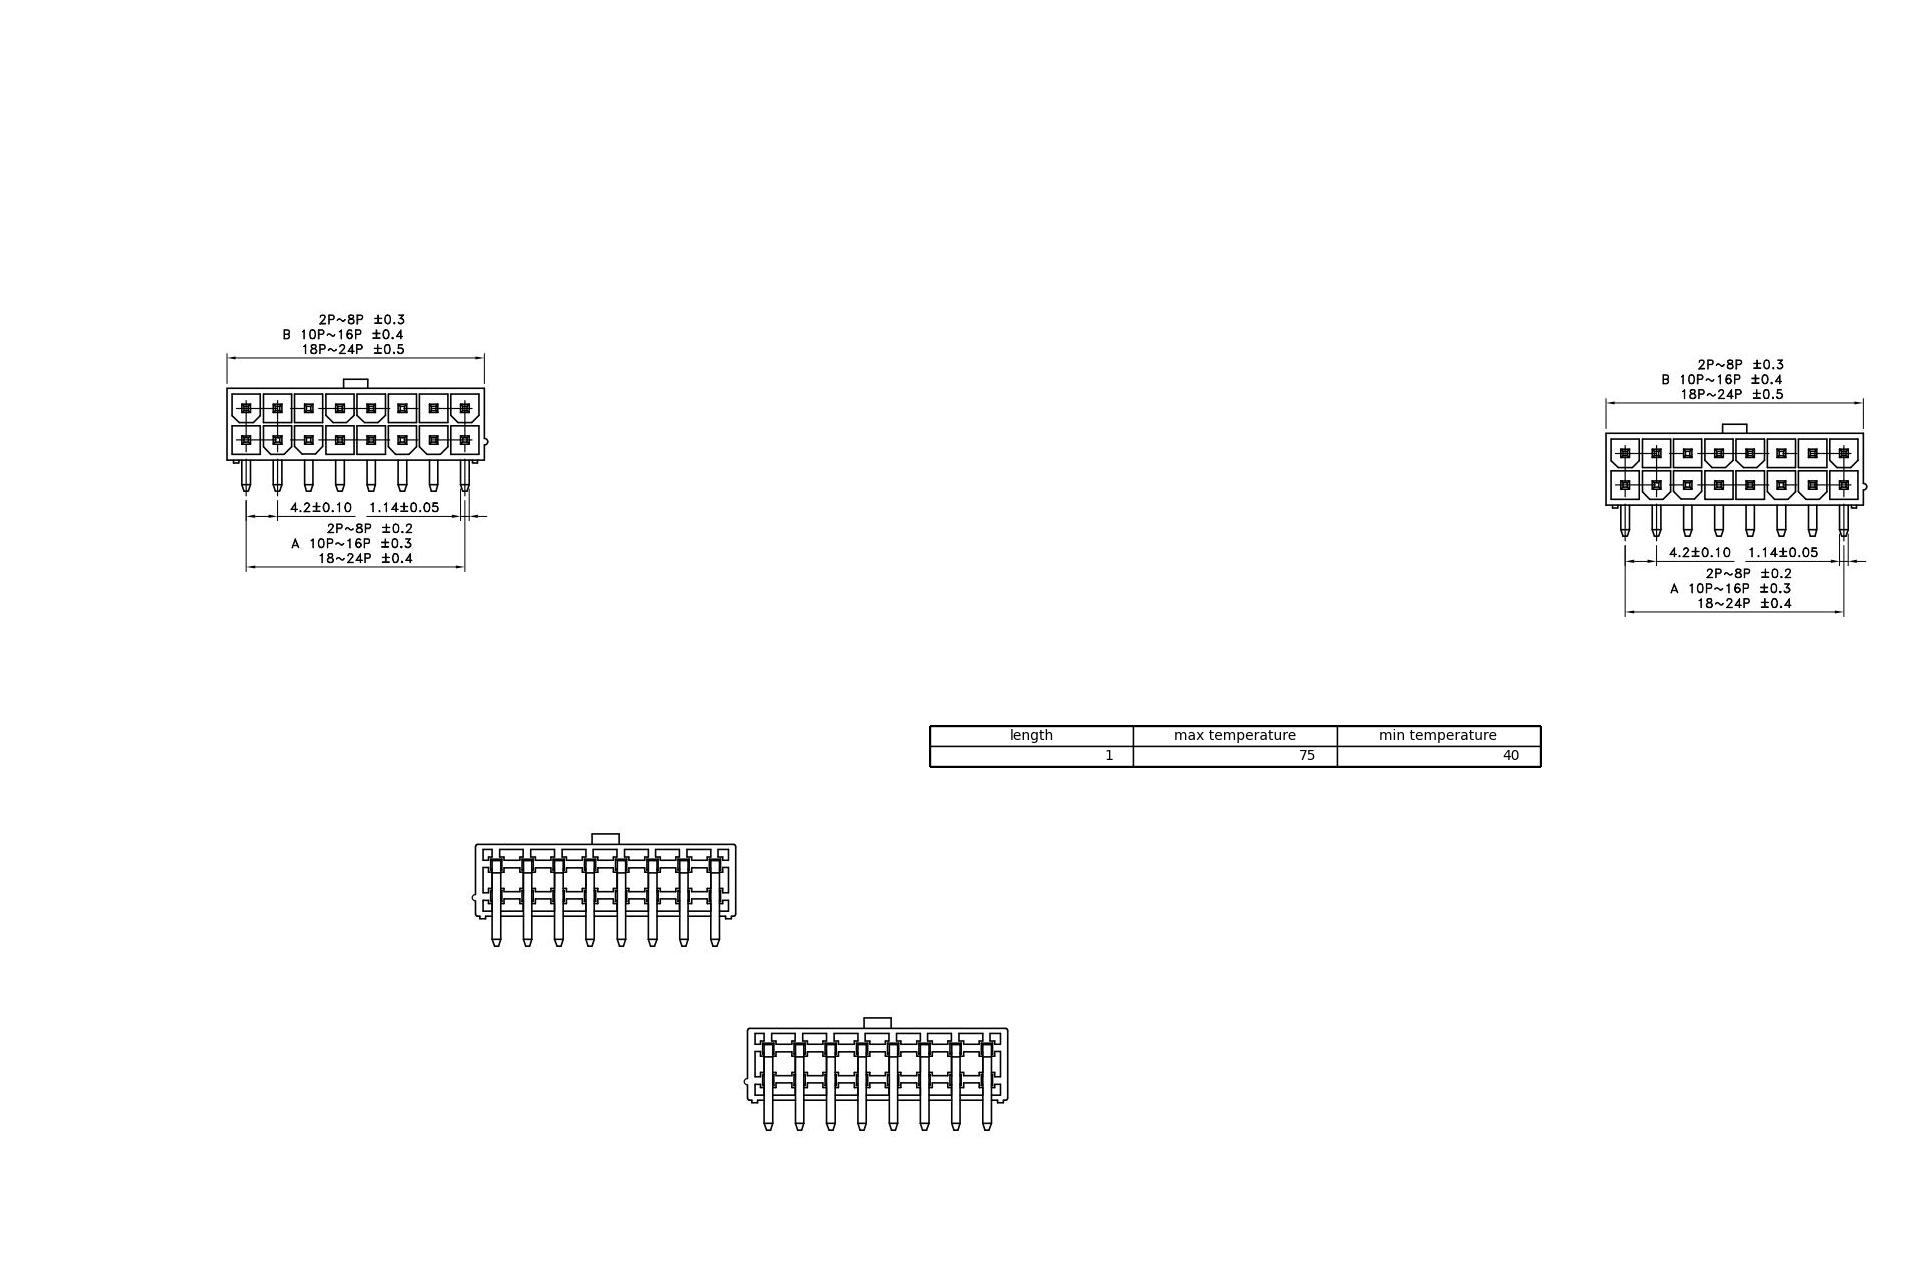 2P~8P ±0.3
B 10P~16P ±0.4
18P~24P ±0.5
4.2±0.10 1.14±0.05
2P~8P ±0.2
A 10P~16P ±0.3
18~24P ±0.4
2P~8P ±0.3
B 10P~16P ±0.4
18P~24P ±0.5
4.2±0.10 1.14±0.05
2P~8P ±0.2
A 10P~16P ±0.3
18~24P ±0.4
length max temperature min temperature
1 75 40